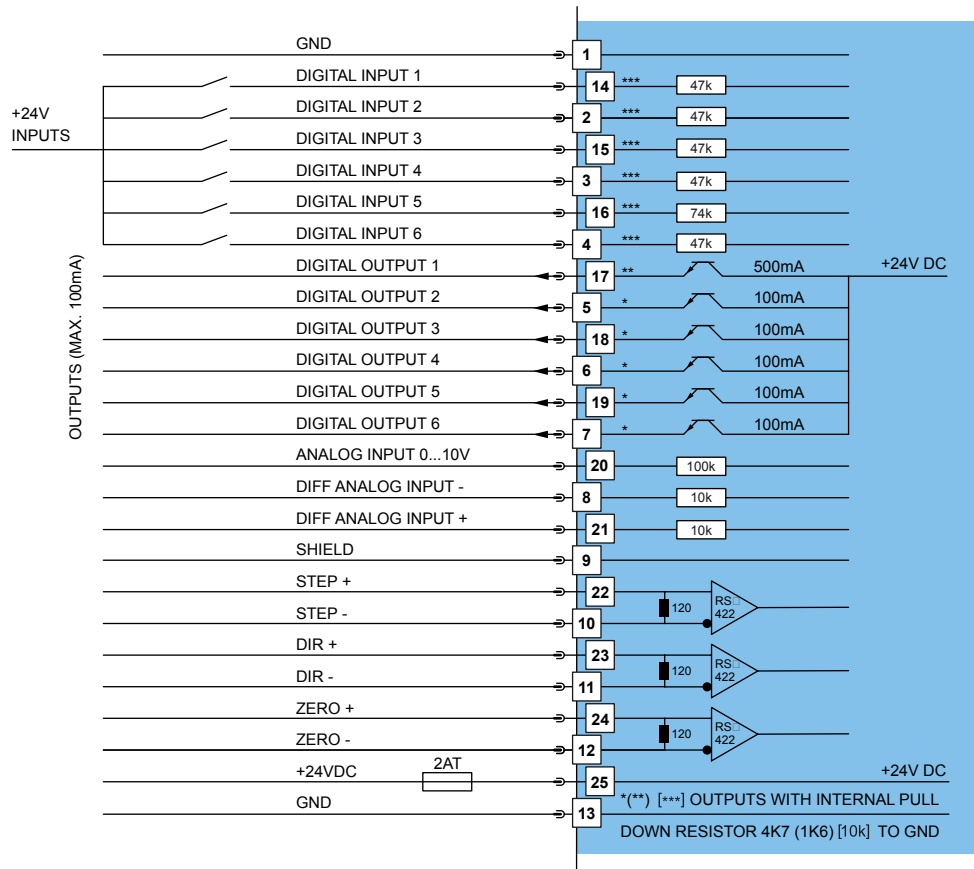 GND 1
DIGITAL INPUT 1 14 *** 47k
DIGITAL INPUT 2 2 *** 47k
+24V
INPUTS
DIGITAL INPUT 3 15 *** 47k
DIGITAL INPUT 4 3 *** 47k
DIGITAL INPUT 5 16 *** 74k
DIGITAL INPUT 6 4 *** 47k
OUTPUTS (MAX. 100mA)
DIGITAL OUTPUT 1 17 ** 500mA +24V DC
DIGITAL OUTPUT 2 5 * 100mA
DIGITAL OUTPUT 3 18 * 100mA
DIGITAL OUTPUT 4 6 * 100mA
DIGITAL OUTPUT 5 19 * 100mA
DIGITAL OUTPUT 6 7 * 100mA
ANALOG INPUT 0...10V 20 100k
DIFF ANALOG INPUT - 8 10k
DIFF ANALOG INPUT + 21 10k
SHIELD 9
STEP + 22
120 RS
422
STEP - 10
DIR + 23
120 RS
422
DIR - 11
ZERO + 24
120 RS
422
ZERO - 12
+24VDC 2AT 25 +24V DC
GND 13
*(**) [***] OUTPUTS WITH INTERNAL PULL
DOWN RESISTOR 4K7 (1K6) [10k] TO GND